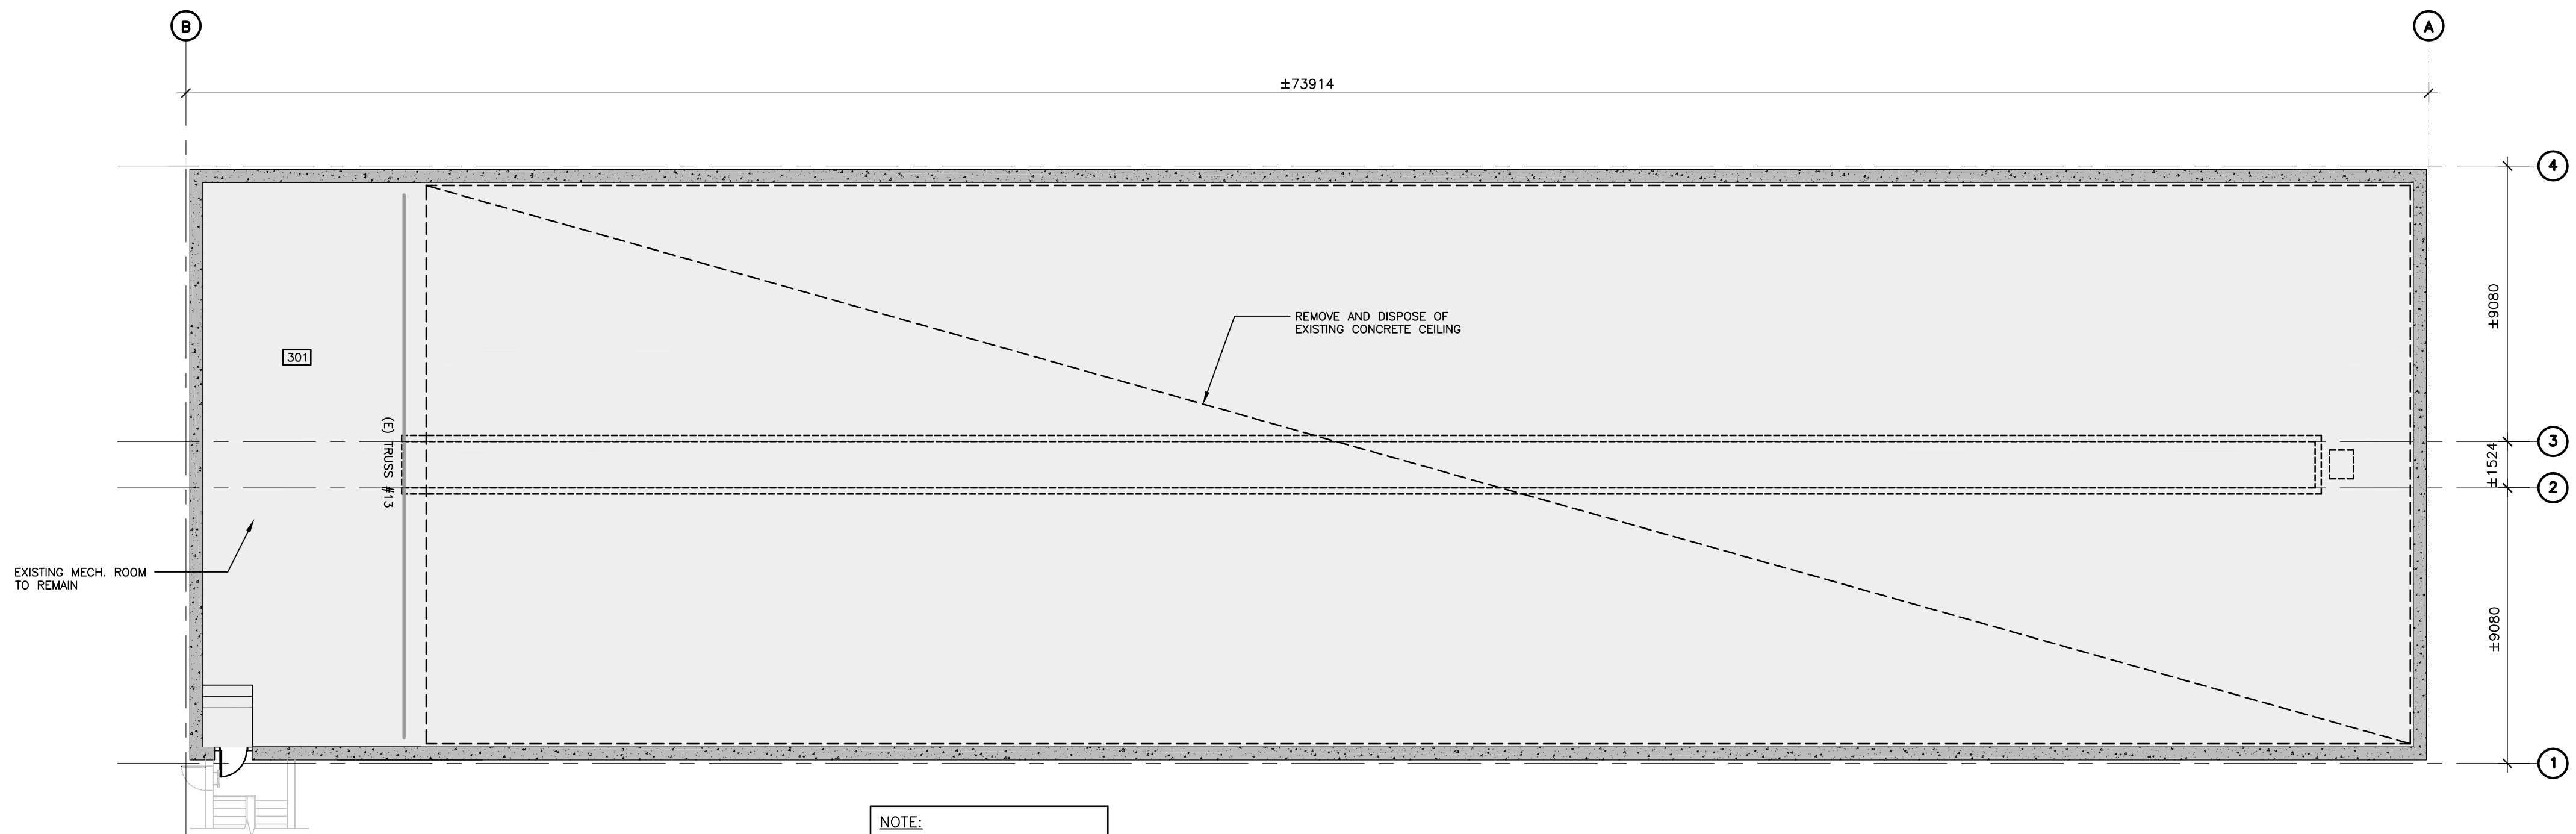 B
A
±73914
4
±9080
REMOVE AND DISPOSE OF
EXISTING CONCRETE CEILING
301
(E) TRUSS #13
3
±1524
2
EXISTING MECH. ROOM
TO REMAIN
±9080
1
NOTE: